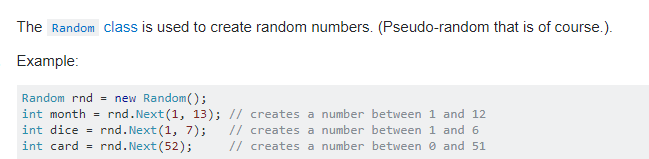 The Random class is used to create random numbers. (Pseudo-random that is of course.).
Example:
Random rnd = new Random();
int month = rnd.Next(1, 13); // creates a number between 1 and 12
int dice = rnd.Next(1, 7);   // creates a number between 1 and 6
int card = rnd.Next(52);     // creates a number between 0 and 51